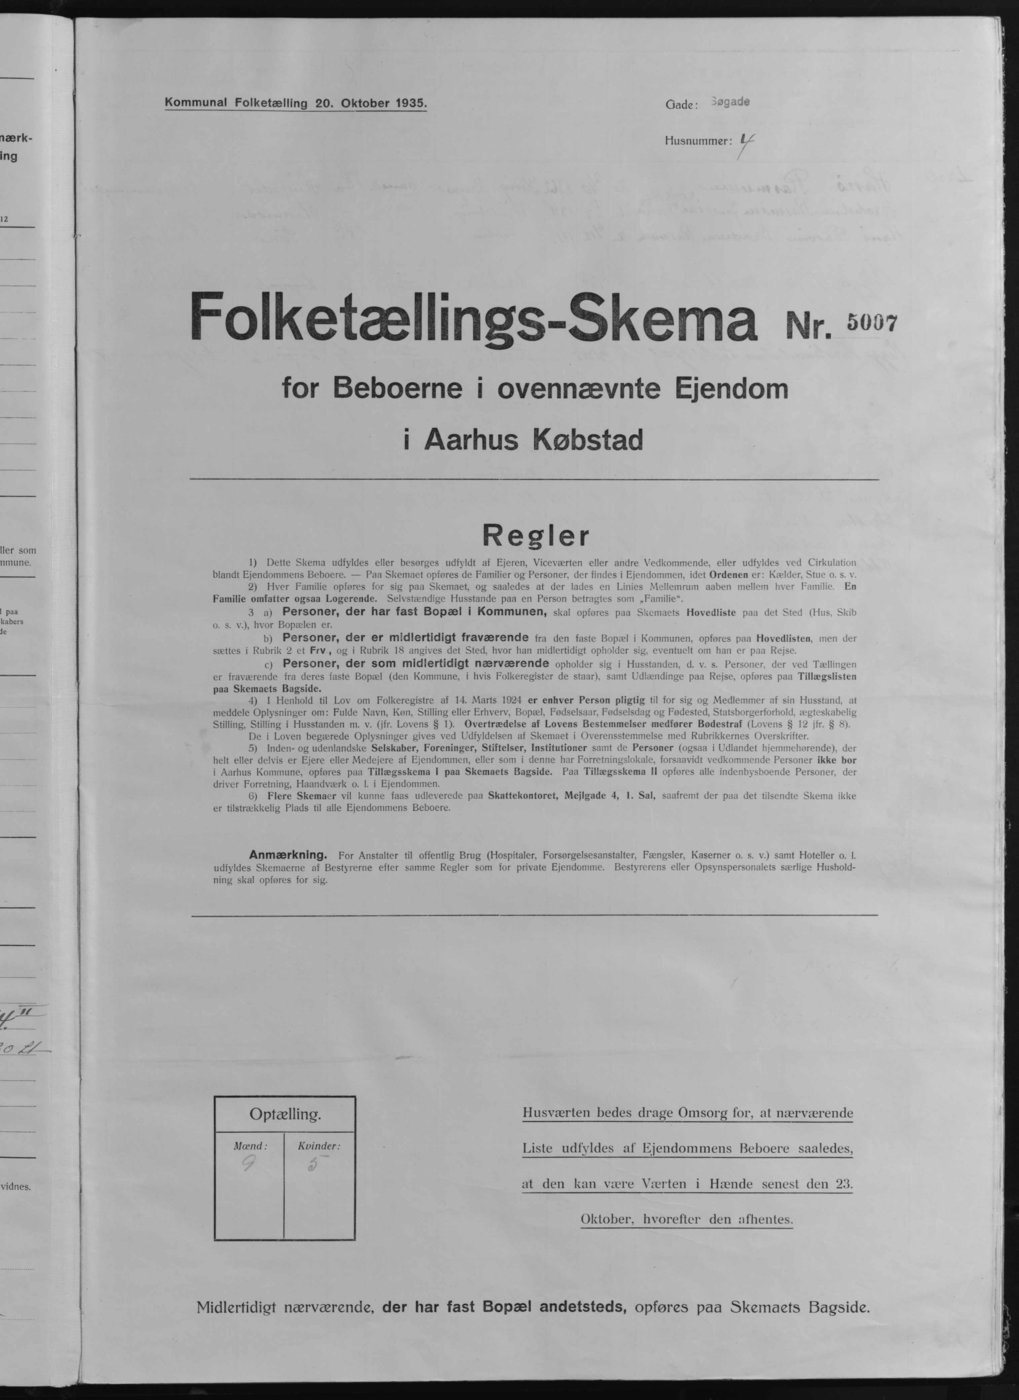 Kommunal Folketælling 20. Oktober 1935.
Gade: Søgade
Husnummer: 4
Folketællings-Skema Nr. 5007
for Beboerne i ovennævnte Ejendom
i Aarhus Købstad
Regler
1) Dette Skema udfyldes eller besørges udfyldt af Ejeren, Viceværten eller andre Vedkommende, eller udfyldes ved Cirkulation
blandt Ejendommens Beboere. — Paa Skemaet opføres de Familier og Personer, der findes i Ejendommen, idet Ordenen er: Kælder, Stue o. s. v.
2) Hver Familie opføres for sig paa Skemaet, og saaledes at der lades en Linies Mellemrum aaben mellem hver Familie. En
Familie omfatter ogsaa Logerende. Selvstændige Husstande paa en Person betragtes som „Familie“.
3 a) Personer, der har fast Bopæl i Kommunen, skal opføres paa Skemaets Hovedliste paa det Sted (Hus, Skib
o. s. v.), hvor Bopælen er.
b) Personer, der er midlertidigt fraværende fra den faste Bopæl i Kommunen, opføres paa Hovedlisten, men der
sættes i Rubrik 2 et Frv , og i Rubrik 18 angives det Sted, hvor han midlertidigt opholder sig, eventuelt om han er paa Rejse.
c) Personer, der som midlertidigt nærværende opholder sig i Husstanden, d. v. s. Personer, der ved Tællingen
er fraværende fra deres faste Bopæl (den Kommune, i hvis Folkeregister de staar), samt Udlændinge paa Rejse, opføres paa Tillægslisten
paa Skemaets Bagside.
4) I Henhold til Lov om Folkeregistre af 14. Marts 1924 er enhver Person pligtig til for sig og Medlemmer af sin Husstand, at
meddele Oplysninger om: Fulde Navn, Køn, Stilling eller Erhverv, Bopæl, Fødselsaar, Fødselsdag og Fødested, Statsborgerforhold, ægteskabelig
Stilling, Stilling i Husstanden m. v. (jfr. Lovens § 1). Overtrædelse af Lovens Bestemmelser medfører Bødestraf (Lovens § 12 jfr. § 8).
De i Loven begærede Oplysninger gives ved Udfyldelsen af Skemaet i Overensstemmelse med Rubrikkernes Overskrifter.
5) Inden- og udenlandske Selskaber, Foreninger, Stiftelser, Institutioner samt de Personer (ogsaa i Udlandet hjemmehørende), der
helt eller delvis er Ejere eller Medejere af Ejendommen, eller som i denne har Forretningslokale, forsaavidt vedkommende Personer ikke bor
i Aarhus Kommune, opføres paa Tillægsskema I paa Skemaets Bagside. Paa Tillægsskema II opføres alle indenbysboende Personer, der
driver Forretning, Haandværk o. l. i Ejendommen.
6) Flere Skemaer vil kunne faas udleverede paa Skattekontoret, Mejlgade 4, 1. Sal, saafremt der paa det tilsendte Skema ikke
er tilstrækkelig Plads til alle Ejendommens Beboere.
Anmærkning. For Anstalter til offentlig Brug (Hospitaler, Forsørgelsesanstalter, Fængsler, Kaserner o. s. v.) samt Hoteller o. l.
udfyldes Skemaerne af Bestyrerne efter samme Regler som for private Ejendomme. Bestyrerens eller Opsynspersonalets særlige Hushold-
ning skal opføres for sig.
Optælling.
Mænd: Kvinder:
9 5
Husværten bedes drage Omsorg for, at nærværende
Liste udfyldes af Ejendommens Beboere saaledes,
at den kan være Værten i Hænde senest den 23.
Oktober, hvorefter den afhentes.
Midlertidigt nærværende, der har fast Bopæl andetsteds, opføres paa Skemaets Bagside.